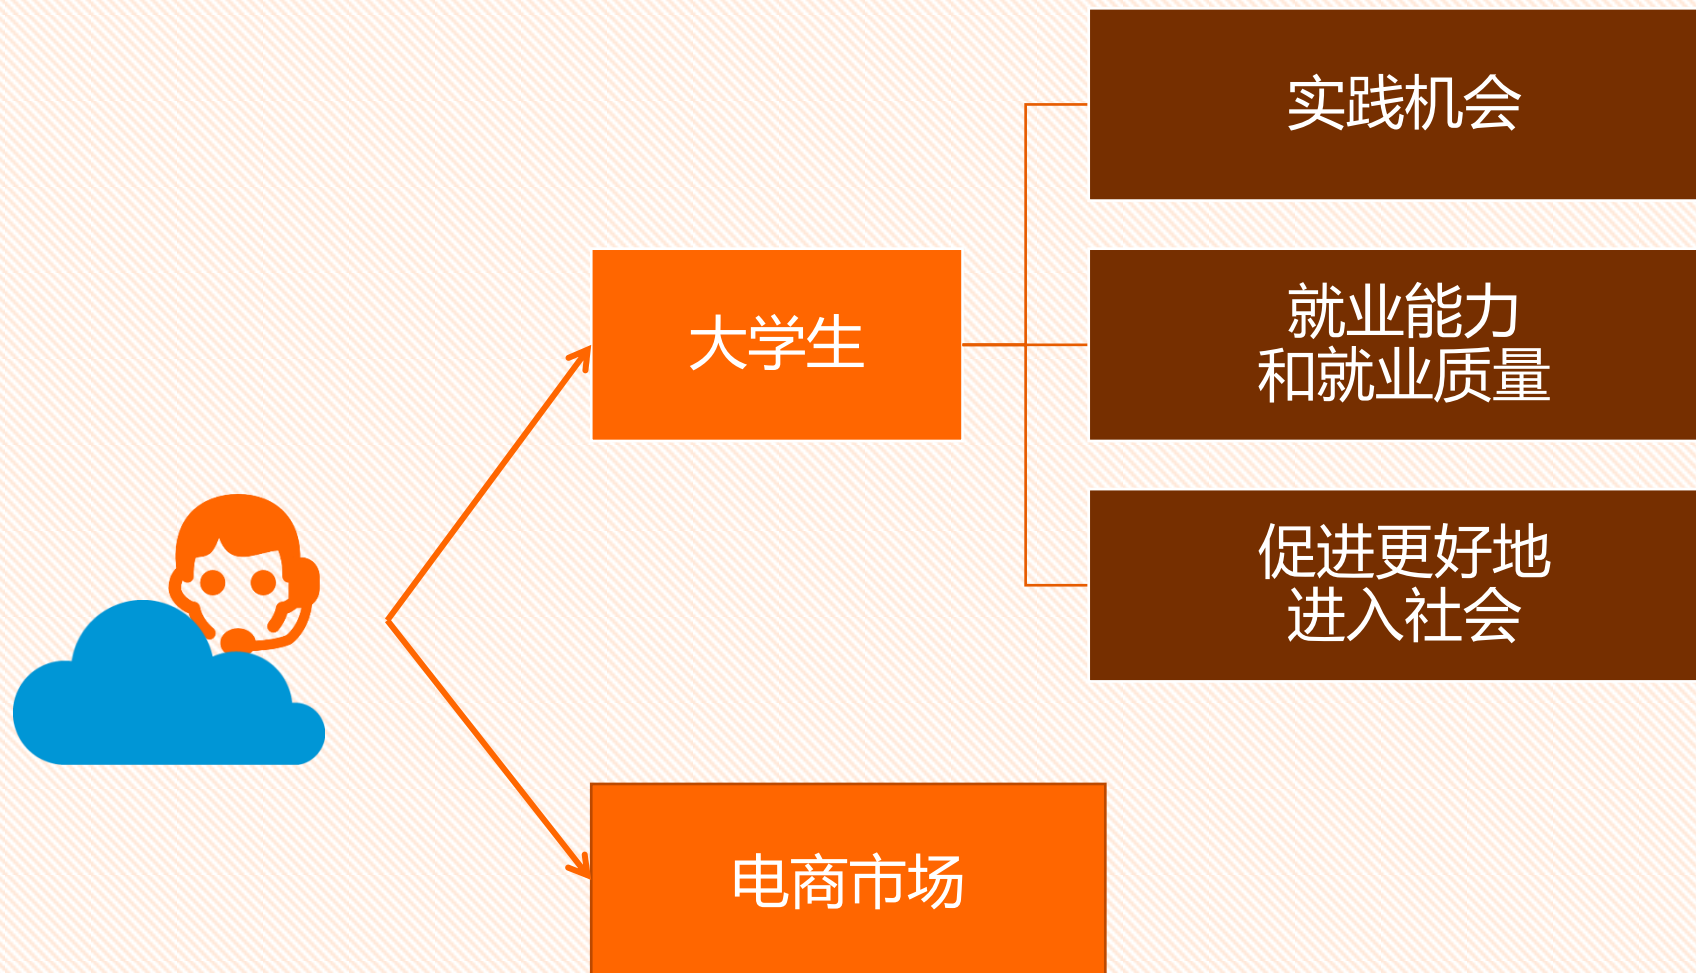 实践机会
大学生
就业能力
和就业质量
促进更好地
进入社会
电商市场